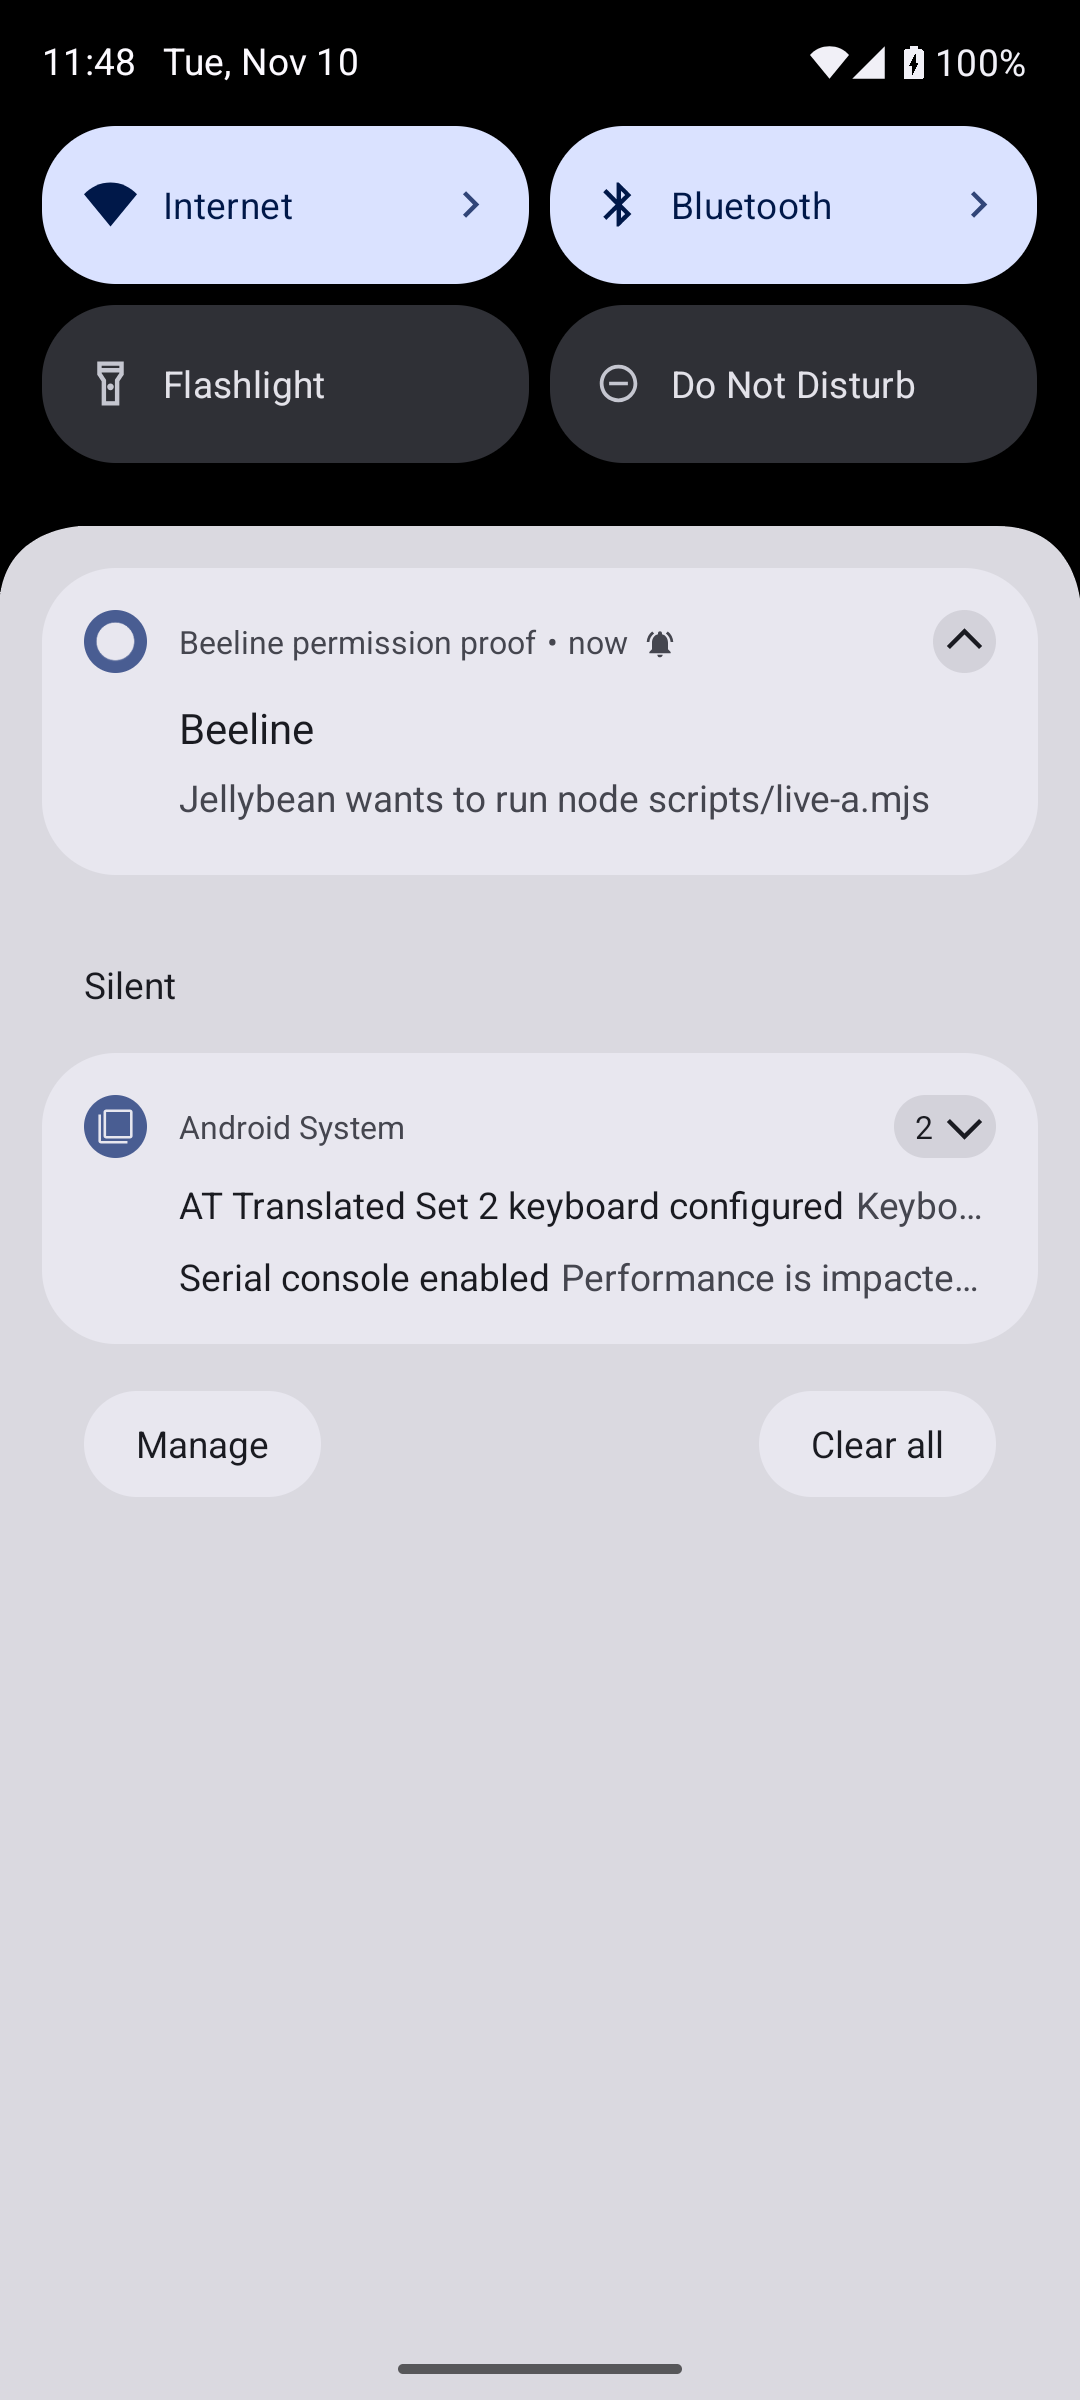 11:48 Tue, Nov 10 100%
Internet Bluetooth
Flashlight Do Not Disturb
Beeline permission proof • now
Beeline
Jellybean wants to run node scripts/live-a.mjs
Silent
Android System 2
AT Translated Set 2 keyboard configured Keybo…
Serial console enabled Performance is impacte…
Manage Clear all